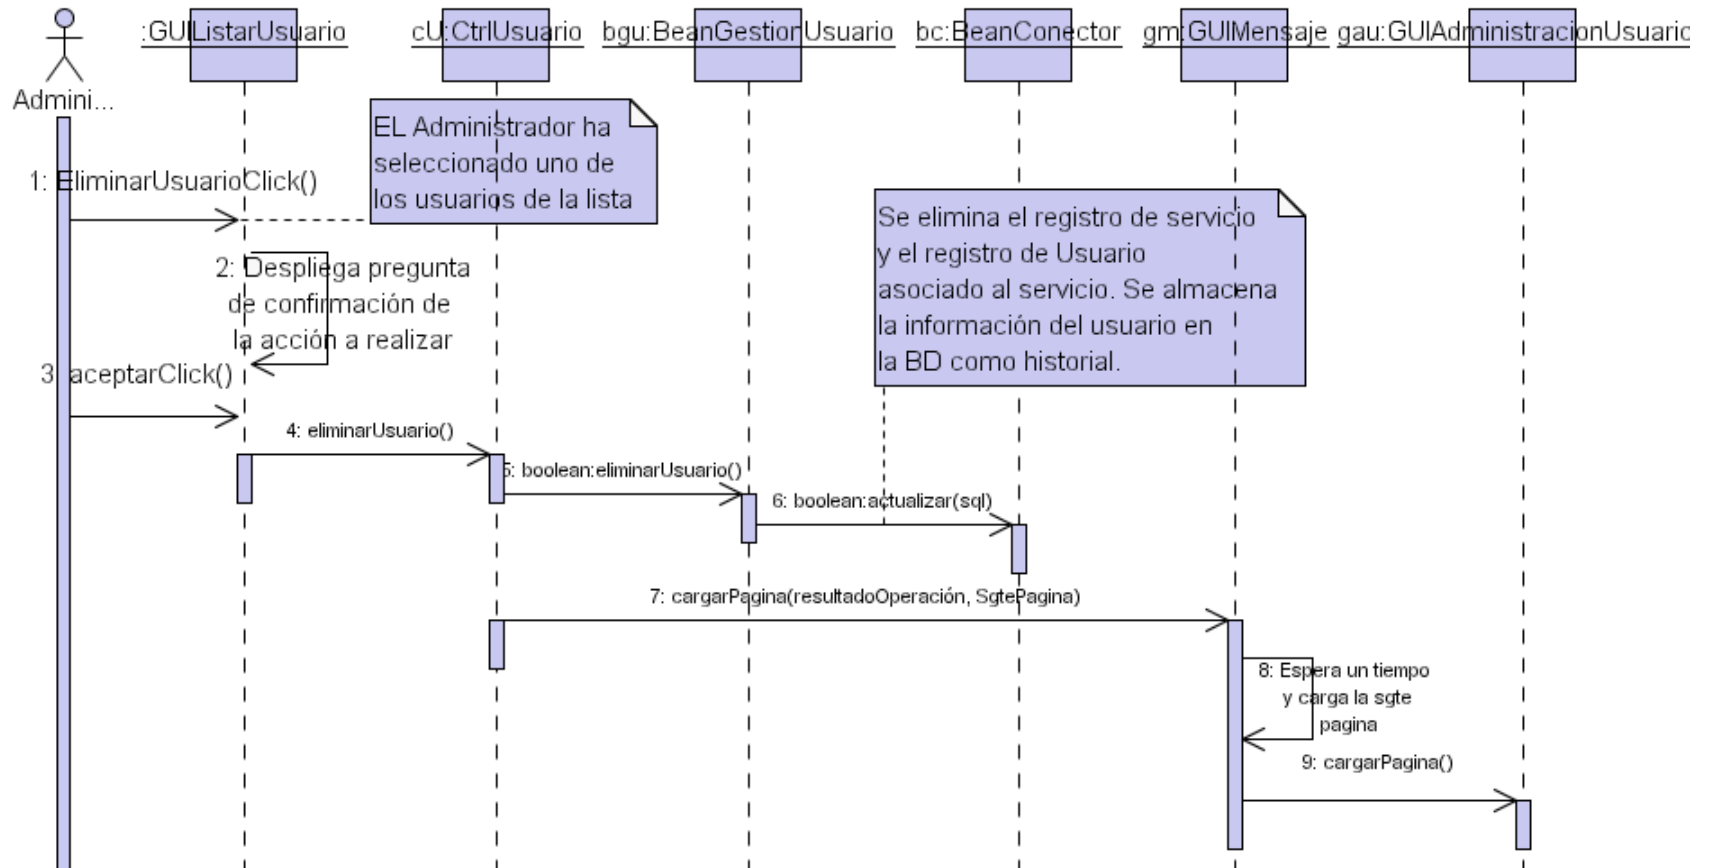 :GUIListarUsuario
cU:CtrlUsuario
bgu:BeanGestionUsuario
bc:BeanConector
gm:GUIMensaje
gau:GUIAdministracionUsuario
Admini...
EL Administrador ha
seleccionado uno de
los usuarios de la lista
1: EliminarUsuarioClick()
Se elimina el registro de servicio
y el registro de Usuario
asociado al servicio. Se almacena
la información del usuario en
la BD como historial.
2: Despliega pregunta
de confirmación de
la acción a realizar
3: aceptarClick()
4: eliminarUsuario()
5: boolean:eliminarUsuario()
6: boolean:actualizar(sql)
7: cargarPagina(resultadoOperación, SgtePagina)
8: Espera un tiempo
y carga la sgte
pagina
9: cargarPagina()